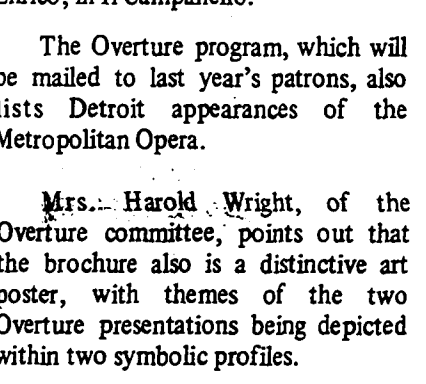 The Overture program, which will
be mailed to last year's patrons, also
lists Detroit appearances of the
Metropolitan Opera.
Mrs. Harold Wright, of the
Overture committee, points out that
the brochure also is a distinctive art
poster, with themes of the two
Overture presentations being depicted
within two symbolic profiles.